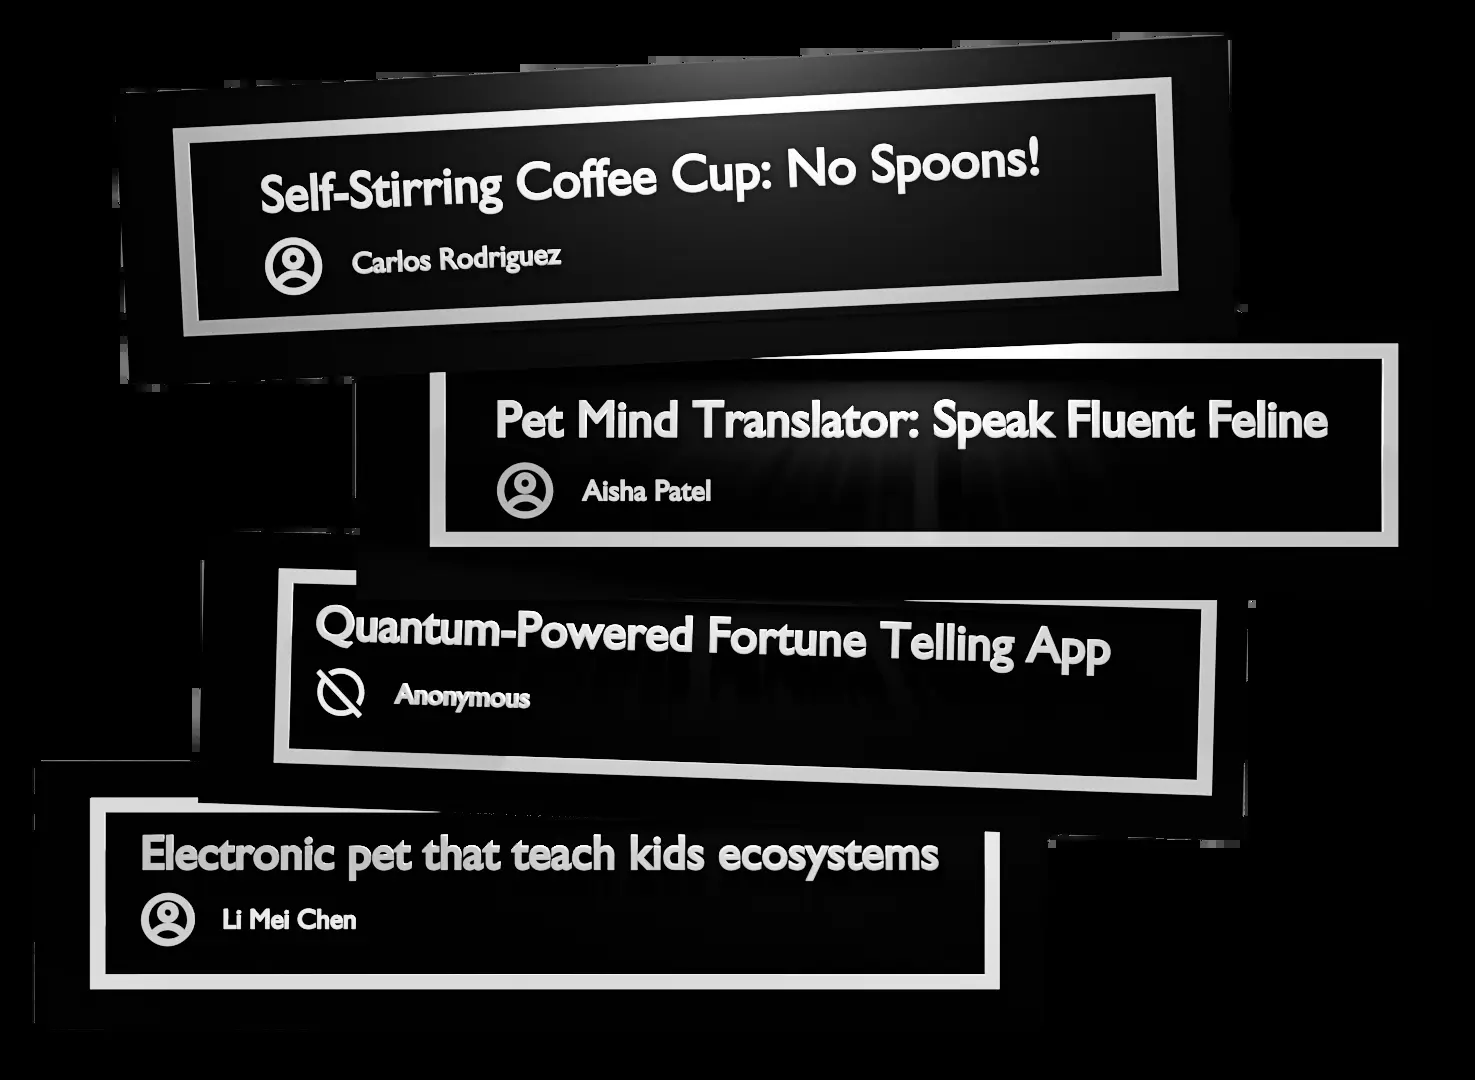 Self-Stirring Coffee Cup: No Spoons!
Carlos Rodriguez
Pet Mind Translator: Speak Fluent Feline
Aisha Patel
Quantum-Powered Fortune Telling App
Anonymous
Electronic pet that teach kids ecosystems
Li Mei Chen